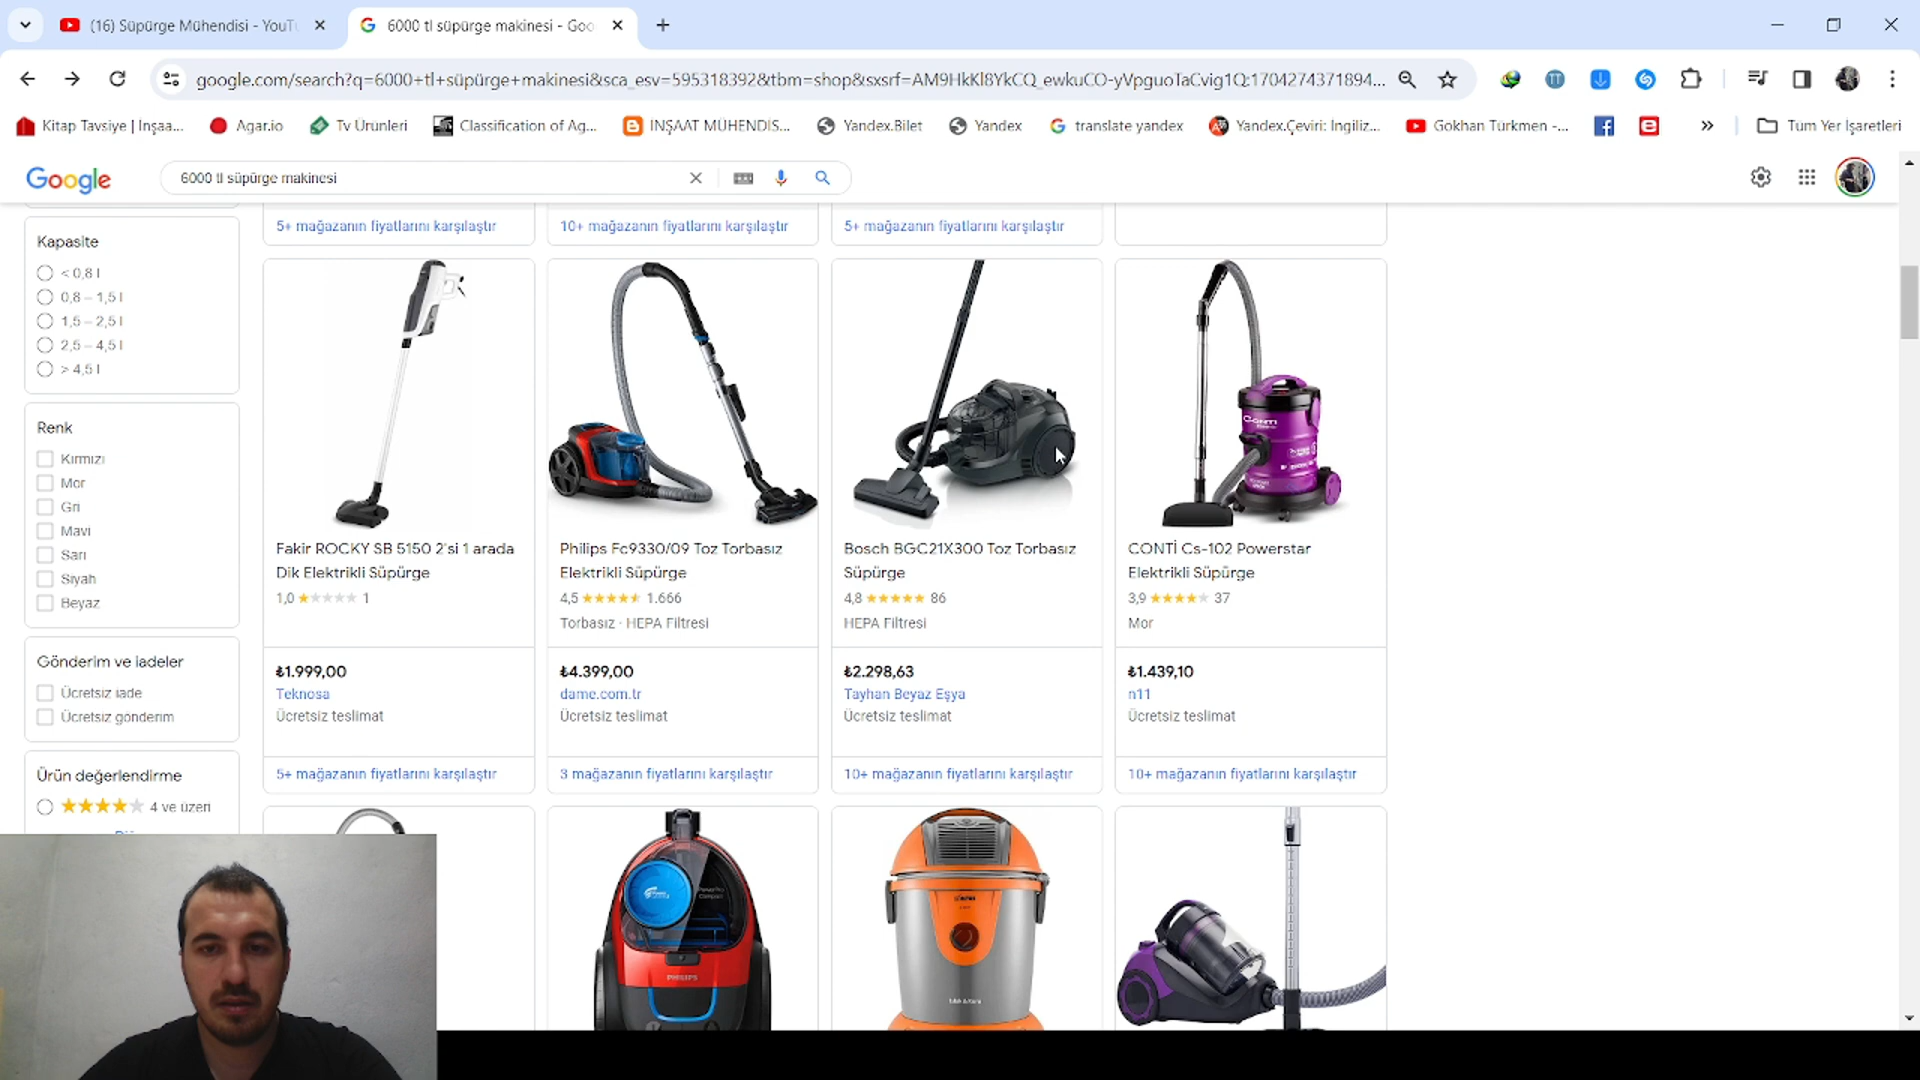 (16) Süpürge Mühendisi - YouTu
6000 tl süpürge makinesi - Goo
google.com/search?q=6000+tl+süpürge+makinesi&sca_esv=595318392&tbm=shop&sxsrf=AM9HkKl8YkCQ_ewkuCO-yVpguoTaCvig1Q:1704274371894...
Kitap Tavsiye | İnşaa...
Agar.io
Tv Ürünleri
Classification of Ag...
İNŞAAT MÜHENDİS...
Yandex.Bilet
Yandex
translate yandex
Yandex.Çeviri: İngiliz...
Gökhan Türkmen -...
Tüm Yer İşaretleri
Google
6000 tl süpürge makinesi
5+ mağazanın fiyatlarını karşılaştır
10+ mağazanın fiyatlarını karşılaştır
5+ mağazanın fiyatlarını karşılaştır
Kapasite
< 0,8 l
0,8 – 1,5 l
1,5 – 2,5 l
2,5 – 4,5 l
> 4,5 l
Renk
Kırmızı
Mor
Gri
Mavi
Sarı
Siyah
Beyaz
Gönderim ve iadeler
Ücretsiz iade
Ücretsiz gönderim
Ürün değerlendirme
4 ve üzeri
Fakir ROCKY SB 5150 2'si 1 arada
Dik Elektrikli Süpürge
1,0 1
₺1.999,00
Teknosa
Ücretsiz teslimat
5+ mağazanın fiyatlarını karşılaştır
Philips Fc9330/09 Toz Torbasız
Elektrikli Süpürge
4,5 1.666
Torbasız · HEPA Filtresi
₺4.399,00
dame.com.tr
Ücretsiz teslimat
3 mağazanın fiyatlarını karşılaştır
Bosch BGC21X300 Toz Torbasız
Süpürge
4,8 86
HEPA Filtresi
₺2.298,63
Tayhan Beyaz Eşya
Ücretsiz teslimat
10+ mağazanın fiyatlarını karşılaştır
Conti
CONTİ Cs-102 Powerstar
Elektrikli Süpürge
3,9 37
Mor
₺1.439,10
n11
Ücretsiz teslimat
10+ mağazanın fiyatlarını karşılaştır
PHILIPS